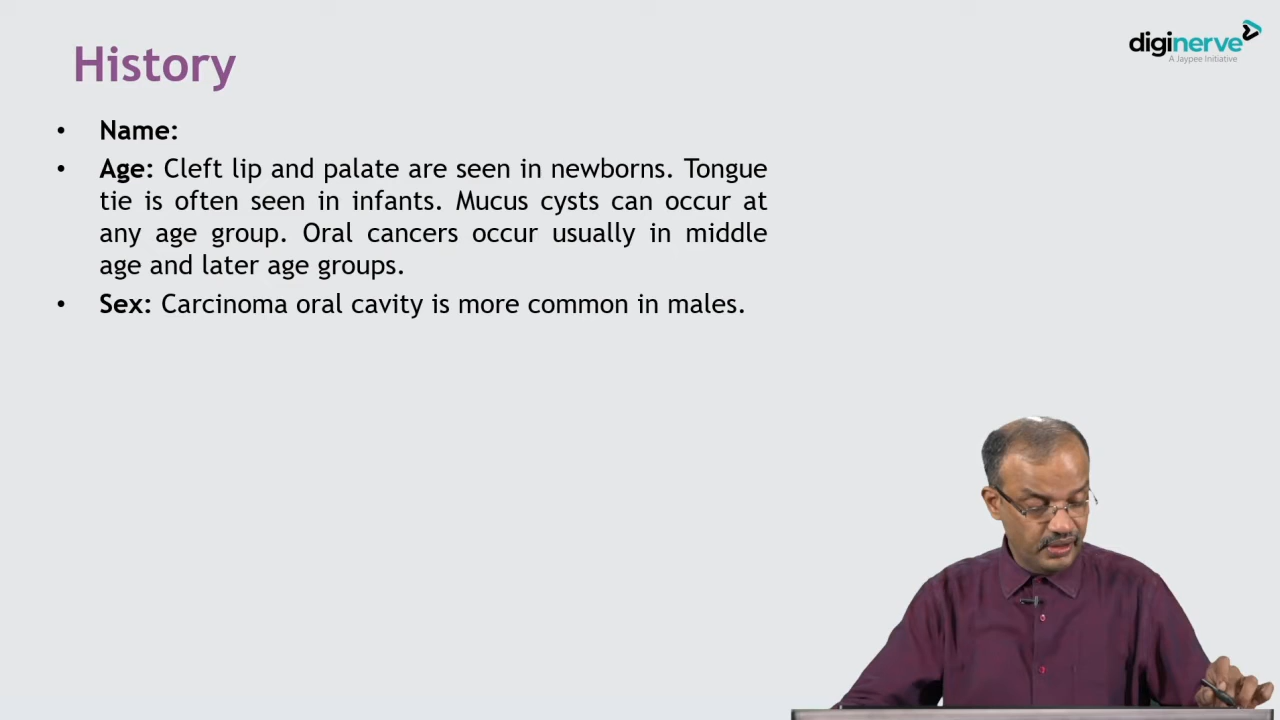 History
diginerve
A Jaypee Initiative
• Name:
• Age: Cleft lip and palate are seen in newborns. Tongue
tie is often seen in infants. Mucus cysts can occur at
any age group. Oral cancers occur usually in middle
age and later age groups.
• Sex: Carcinoma oral cavity is more common in males.